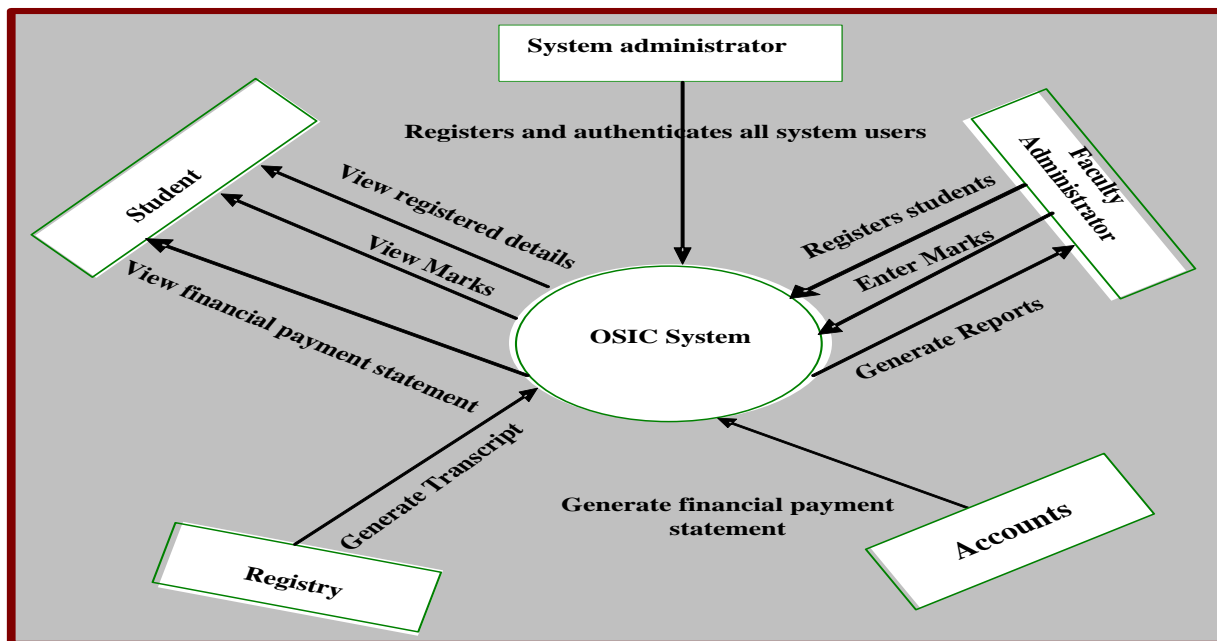 System administrator
Registers and authenticates all system users
Student
View registered details
View Marks
View financial payment statement
Faculty
Administrator
Registers students
Enter Marks
Generate Reports
OSIC System
Generate Transcript
Registry
Generate financial payment
statement
Accounts